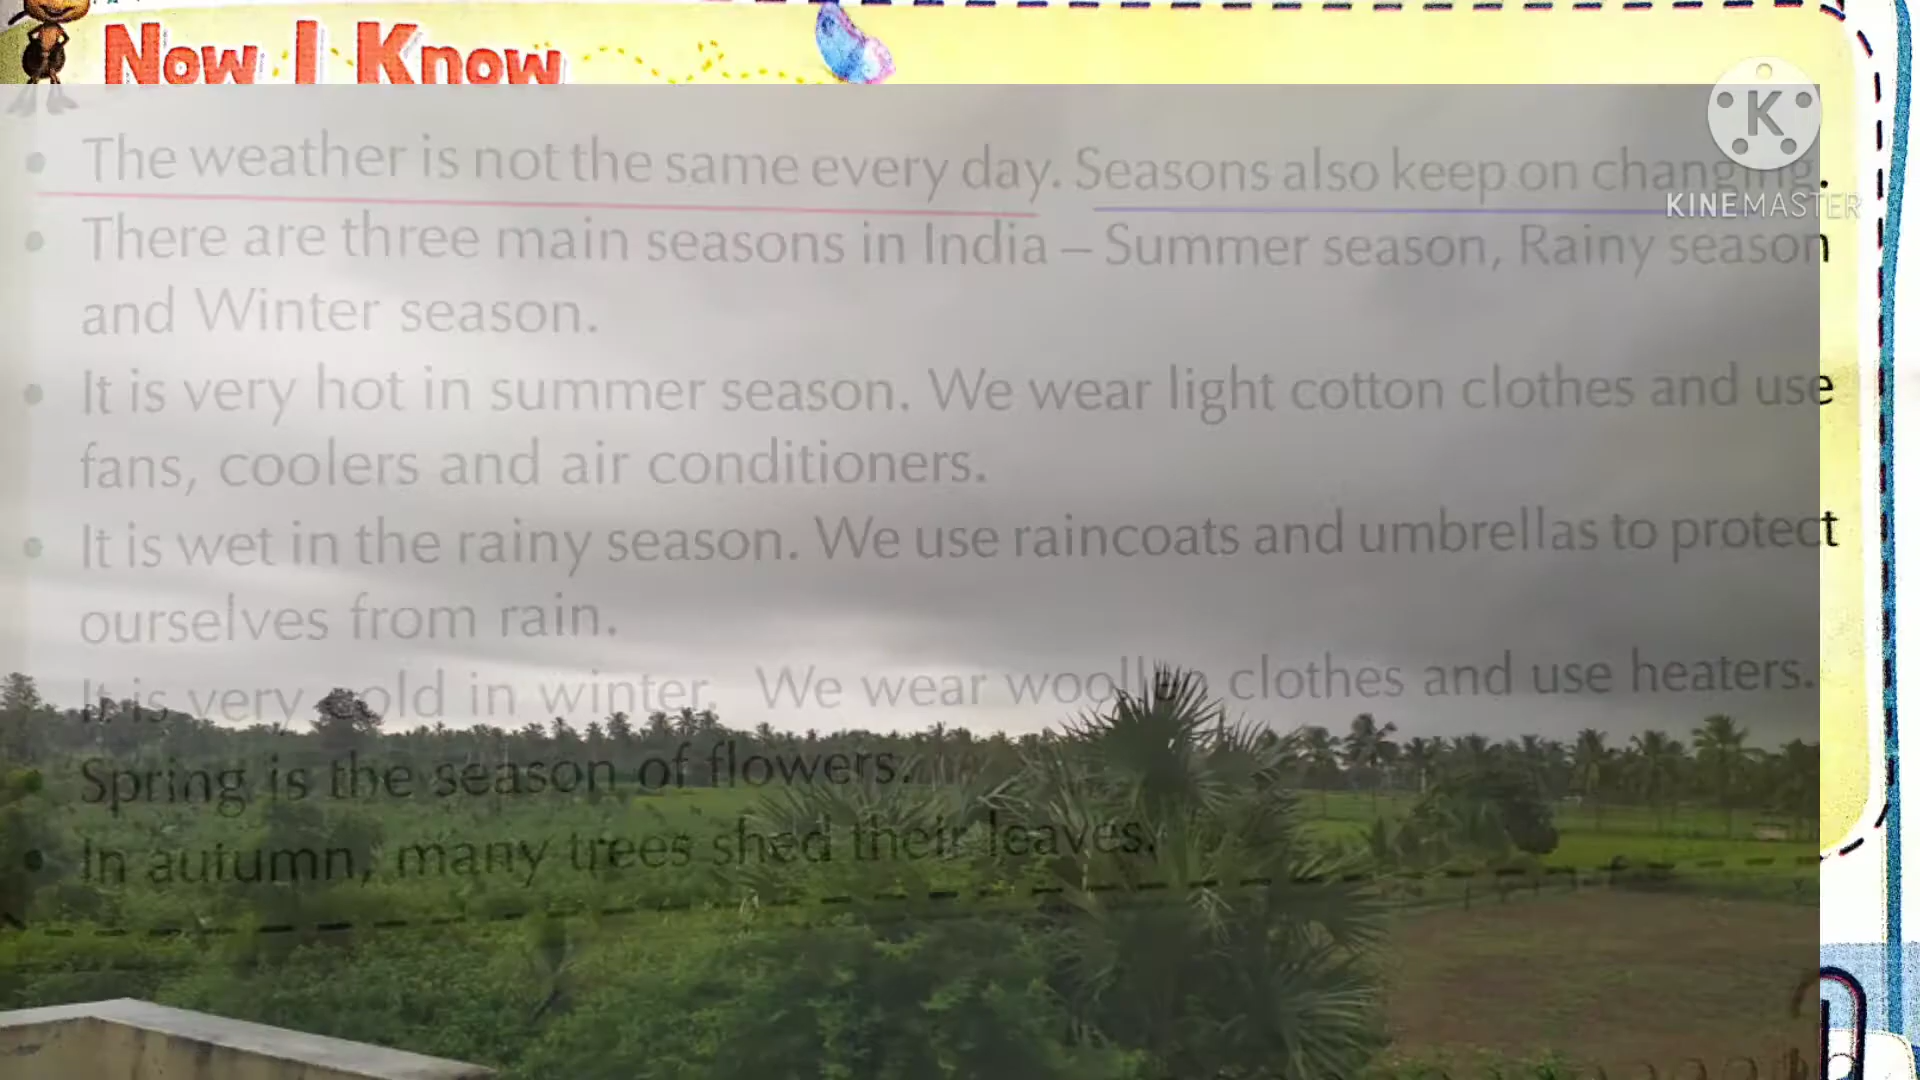 Now I Know
• The weather is not the same every day. Seasons also keep on changing.
• There are three main seasons in India – Summer season, Rainy season
and Winter season.
• It is very hot in summer season. We wear light cotton clothes and use
fans, coolers and air conditioners.
• It is wet in the rainy season. We use raincoats and umbrellas to protect
ourselves from rain.
It is very cold in winter. We wear woollen clothes and use heaters.
Spring is the season of flowers.
• In autumn, many trees shed their leaves.
K
KINEMASTER